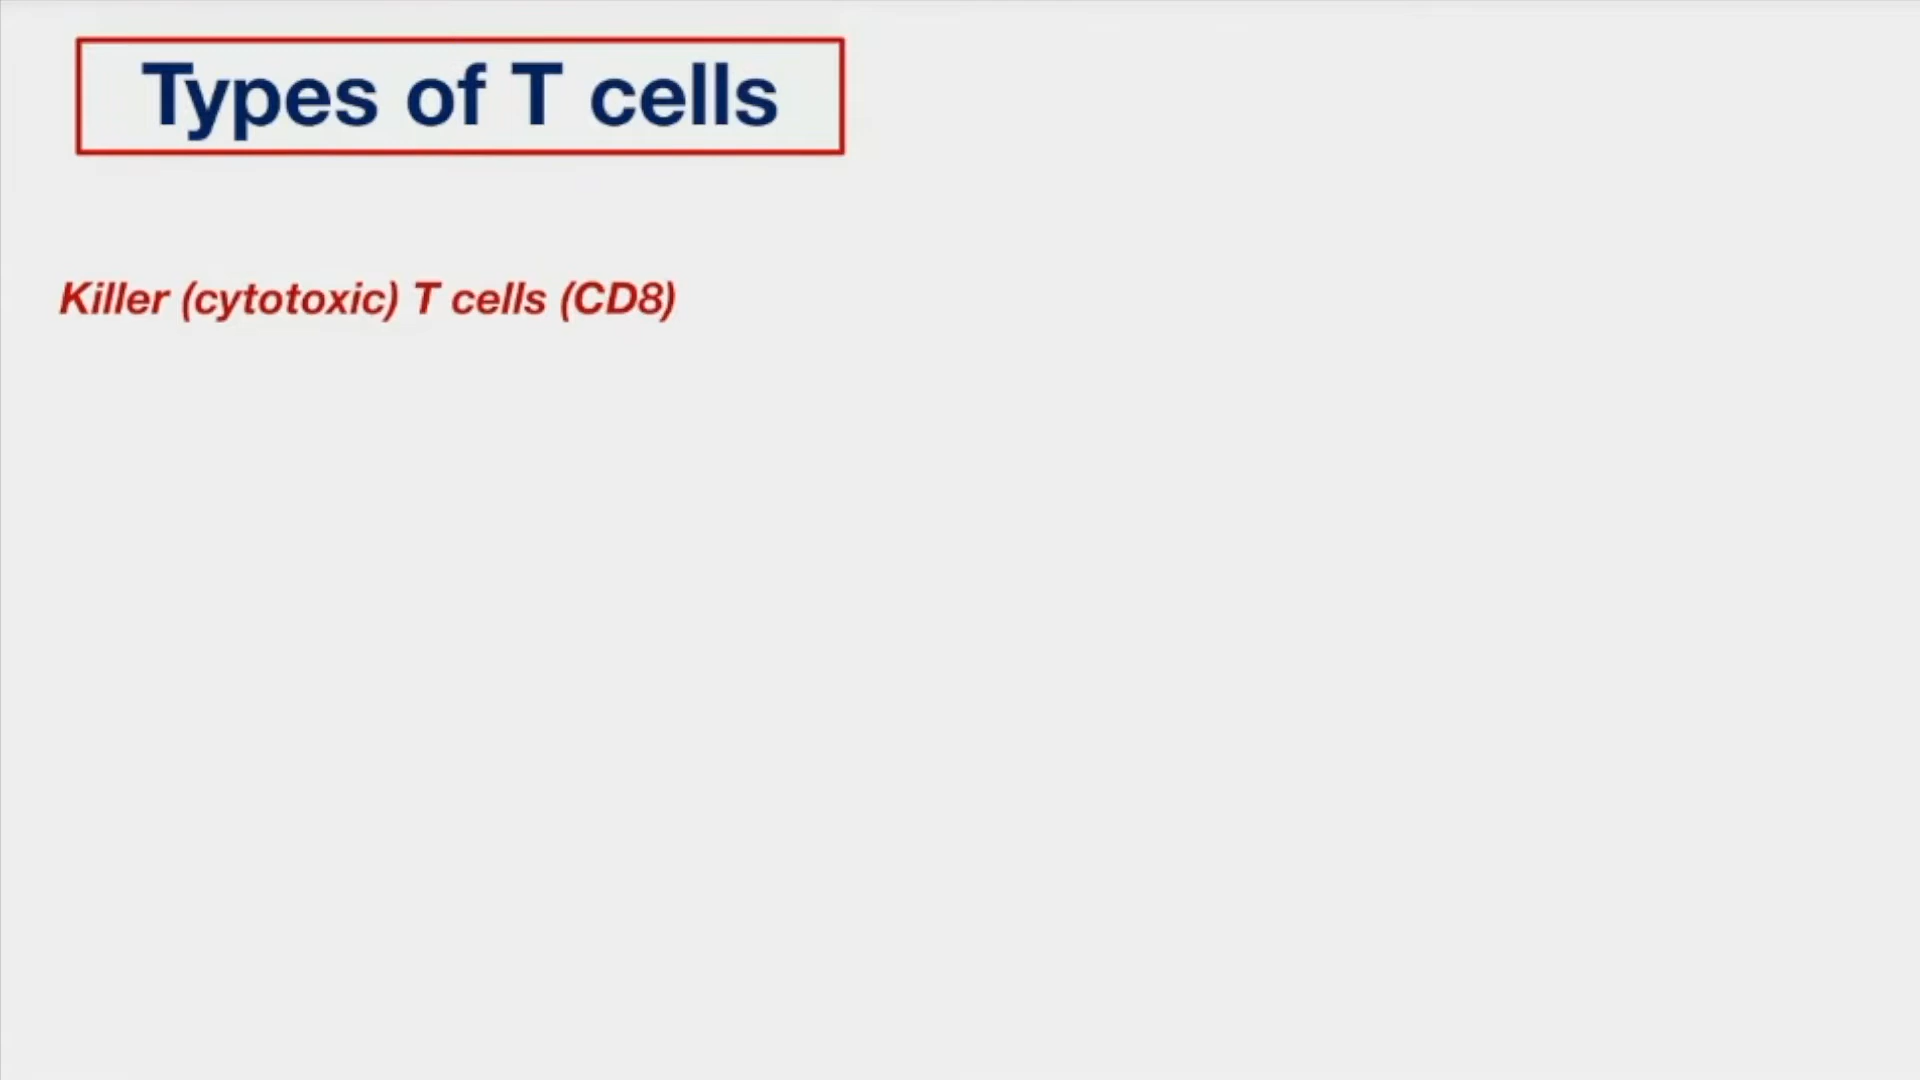 Types of T cells
Killer (cytotoxic) T cells (CD8)